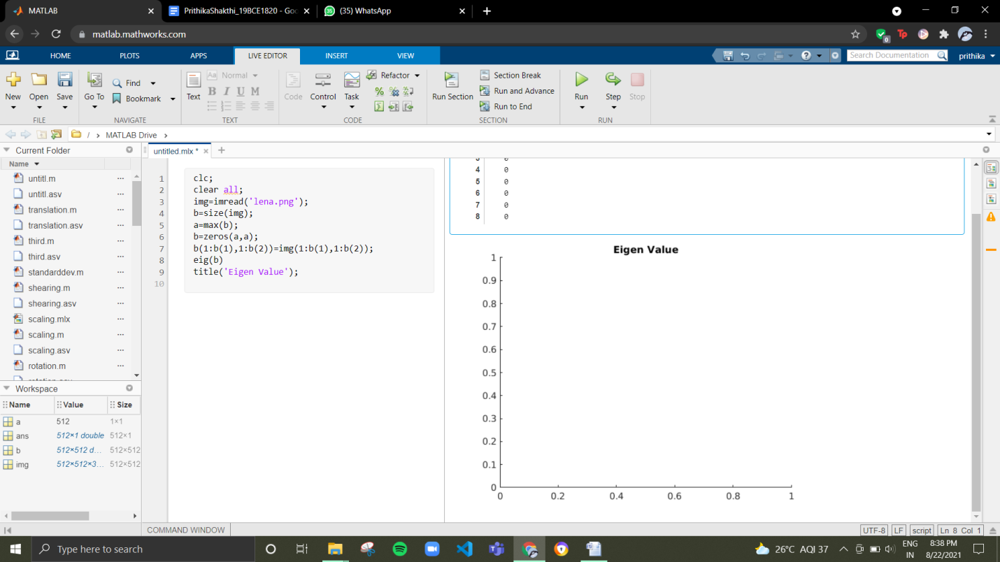 MATLAB
PrithikaShakthi_19BCE1820 - Goo
(35) WhatsApp
matlab.mathworks.com
HOME PLOTS APPS LIVE EDITOR INSERT VIEW
Search Documentation
prithika
New Open Save
FILE
Go To Find Bookmark
NAVIGATE
Text Normal
B I U M
TEXT
Code Control Task Refactor
CODE
Run Section
Section Break
Run and Advance
Run to End
SECTION
Run Step Stop
RUN
/ › MATLAB Drive ›
Current Folder
Name
untitl.m
untitl.asv
translation.m
translation.asv
third.m
third.asv
standarddev.m
shearing.m
shearing.asv
scaling.mlx
scaling.m
scaling.asv
rotation.m
Workspace
Name Value Size
a 512 1×1
ans 512×1 double 512×1
b 512×512 d... 512×512
img 512×512×3... 512×512
untitled.mlx *
1 clc;
2 clear all;
3 img=imread('lena.png');
4 b=size(img);
5 a=max(b);
6 b=zeros(a,a);
7 b(1:b(1),1:b(2))=img(1:b(1),1:b(2));
8 eig(b)
9 title('Eigen Value');
10
4 0
5 0
6 0
7 0
8 0
Eigen Value
1
0.9
0.8
0.7
0.6
0.5
0.4
0.3
0.2
0.1
0
0 0.2 0.4 0.6 0.8 1
COMMAND WINDOW
UTF-8 LF script Ln 8 Col 1
Type here to search
26°C AQI 37
ENG
IN
8:38 PM
8/22/2021